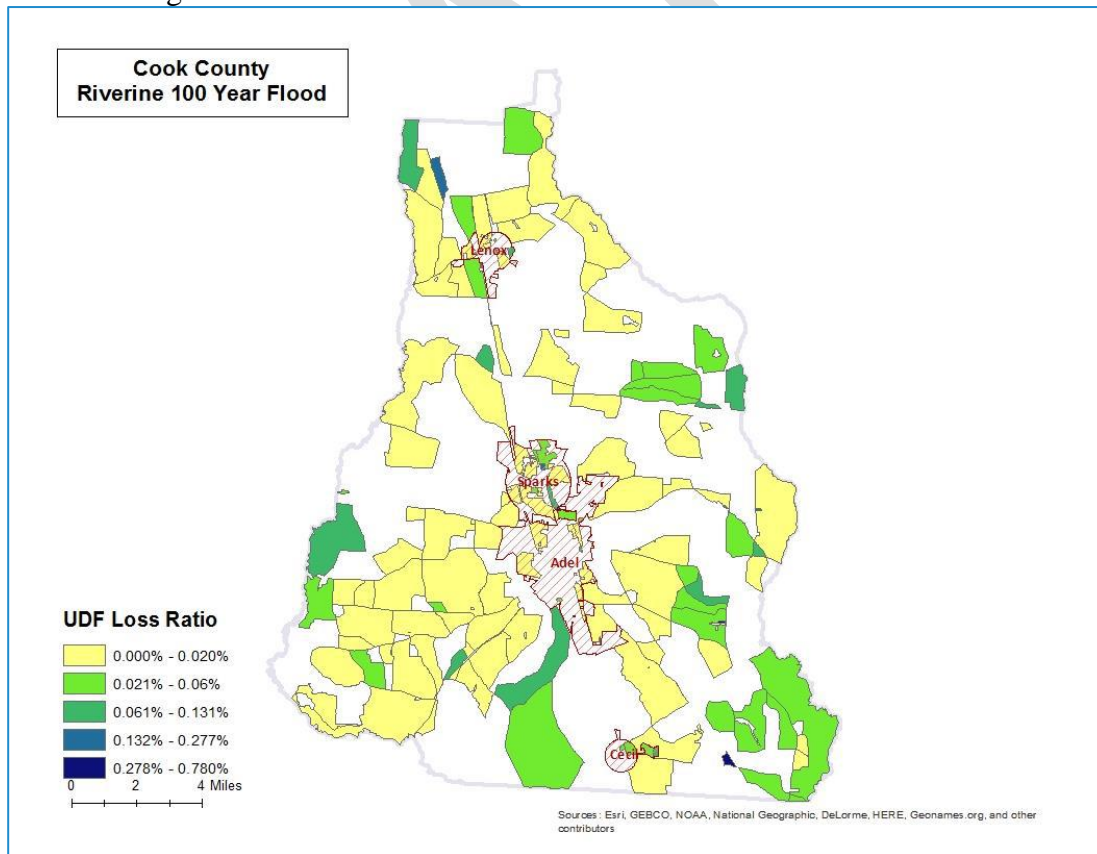 Cook County
Riverine 100 Year Flood
Lenox
Sparks
Adel
Cecil
UDF Loss Ratio
0.000% - 0.020%
0.021% - 0.06%
0.061% - 0.131%
0.132% - 0.277%
0.278% - 0.780%
0 2 4 Miles
Sources: Esri, GEBCO, NOAA, National Geographic, DeLorme, HERE, Geonames.org, and other
contributors